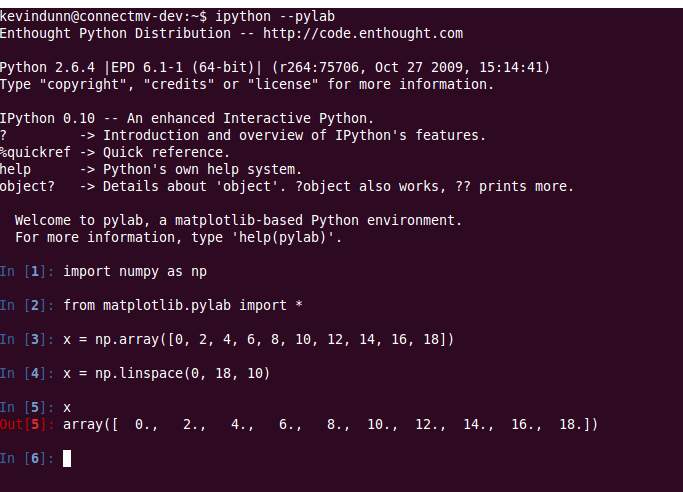 kevindunn@connectmv-dev:~$ ipython --pylab
Enthought Python Distribution -- http://code.enthought.com
Python 2.6.4 |EPD 6.1-1 (64-bit)| (r264:75706, Oct 27 2009, 15:14:41)
Type "copyright", "credits" or "license" for more information.
IPython 0.10 -- An enhanced Interactive Python.
?         -> Introduction and overview of IPython's features.
%quickref -> Quick reference.
help      -> Python's own help system.
object?   -> Details about 'object'. ?object also works, ?? prints more.
  Welcome to pylab, a matplotlib-based Python environment.
  For more information, type 'help(pylab)'.
In [1]: import numpy as np
In [2]: from matplotlib.pylab import *
In [3]: x = np.array([0, 2, 4, 6, 8, 10, 12, 14, 16, 18])
In [4]: x = np.linspace(0, 18, 10)
In [5]: x
Out[5]: array([  0.,   2.,   4.,   6.,   8.,  10.,  12.,  14.,  16.,  18.])
In [6]: